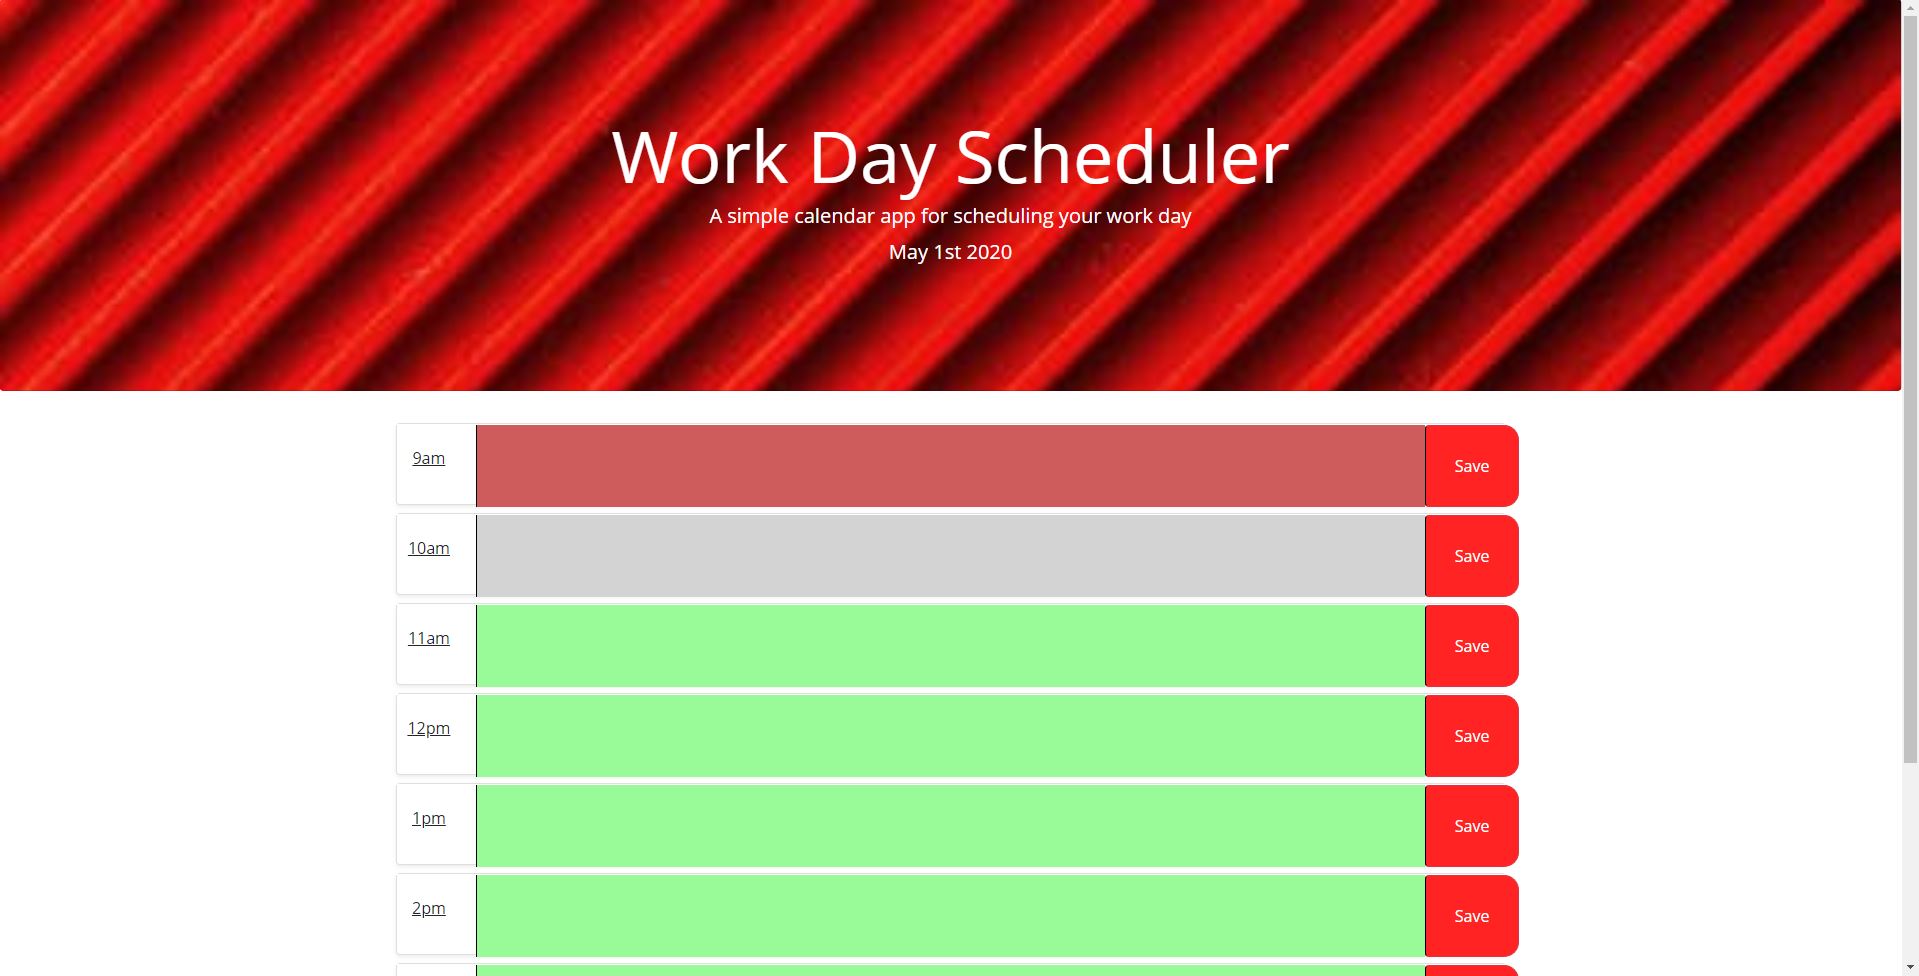 Work Day Scheduler
A simple calendar app for scheduling your work day
May 1st 2020
9am
Save
10am
Save
11am
Save
12pm
Save
1pm
Save
2pm
Save